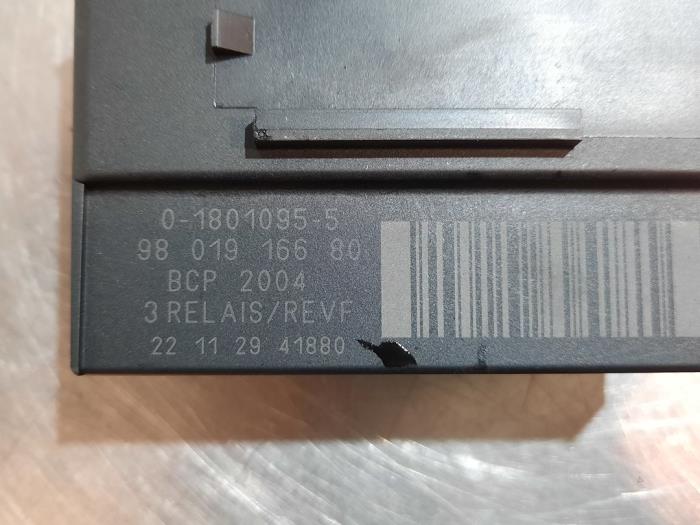 0-1801095-5
98 019 166 80
BCP 2004
3 RELAIS/REVF
22 11 29 41880